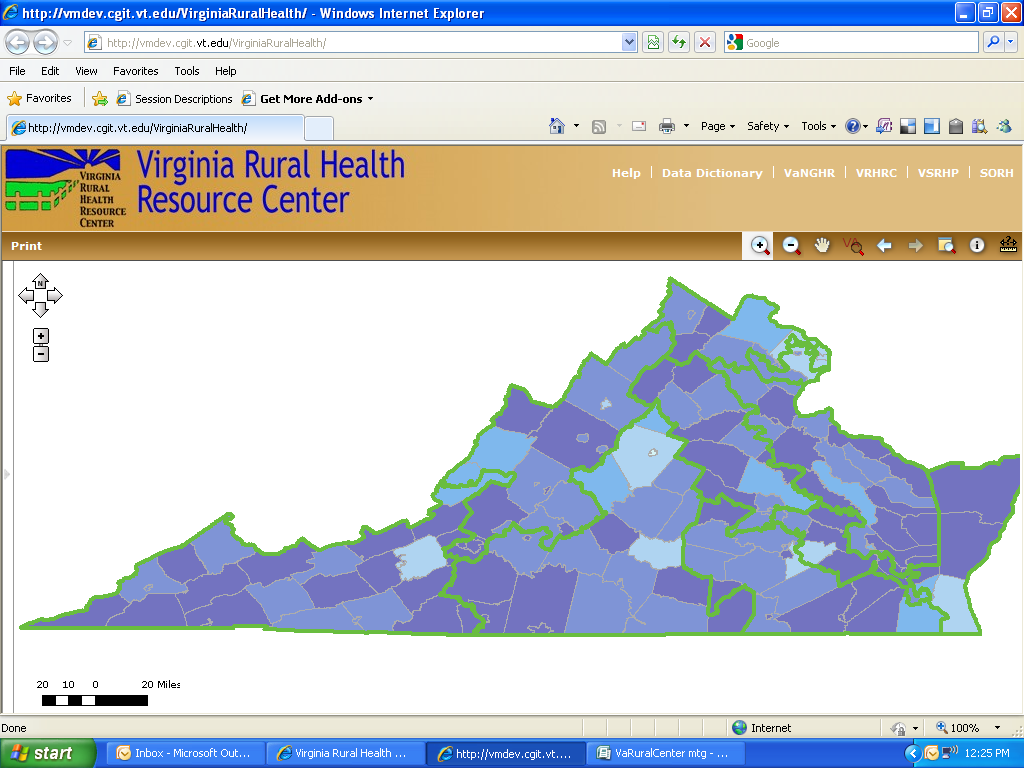 http://vmdev.cgit.vt.edu/VirginiaRuralHealth/ - Windows Internet Explorer
http://vmdev.cgit.vt.edu/VirginiaRuralHealth/
Google
File Edit View Favorites Tools Help
Favorites Session Descriptions Get More Add-ons
http://vmdev.cgit.vt.edu/VirginiaRuralHealth/
Page Safety Tools
VIRGINIA
RURAL
HEALTH
RESOURCE
CENTER
Virginia Rural Health
Resource Center
Help Data Dictionary VaNGHR VRHRC VSRHP SORH
Print
VA
N
20 10 0 20 Miles
Done Internet 100%
start Inbox - Microsoft Out... Virginia Rural Health ... http://vmdev.cgit.vt.... VaRuralCenter mtg - ... 12:25 PM